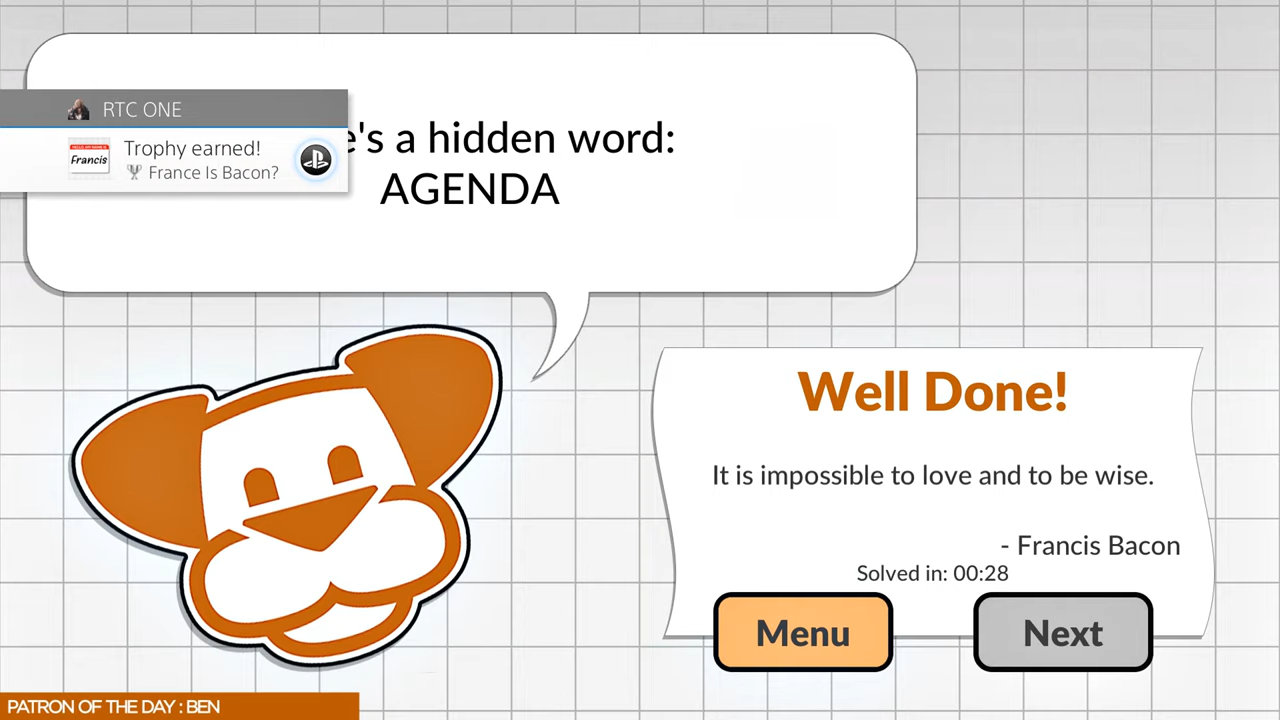 RTC ONE
Trophy earned!
France Is Bacon?
Francis
e's a hidden word:
AGENDA
Well Done!
It is impossible to love and to be wise.
- Francis Bacon
Solved in: 00:28
Menu
Next
PATRON OF THE DAY : BEN